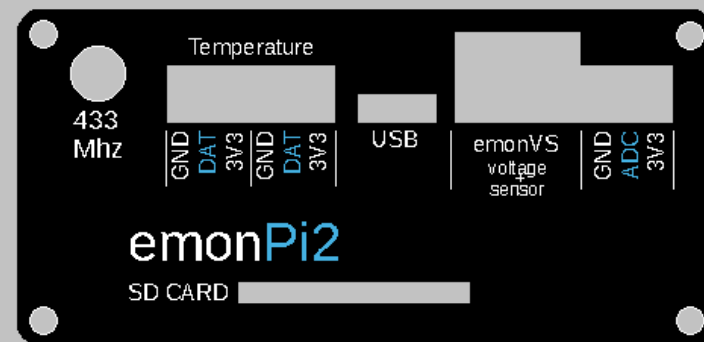 Temperature
433
Mhz
GND DAT 3V3 GND DAT 3V3
USB
emonVS
voltage
+
sensor
GND ADC 3V3
emonPi2
SD CARD